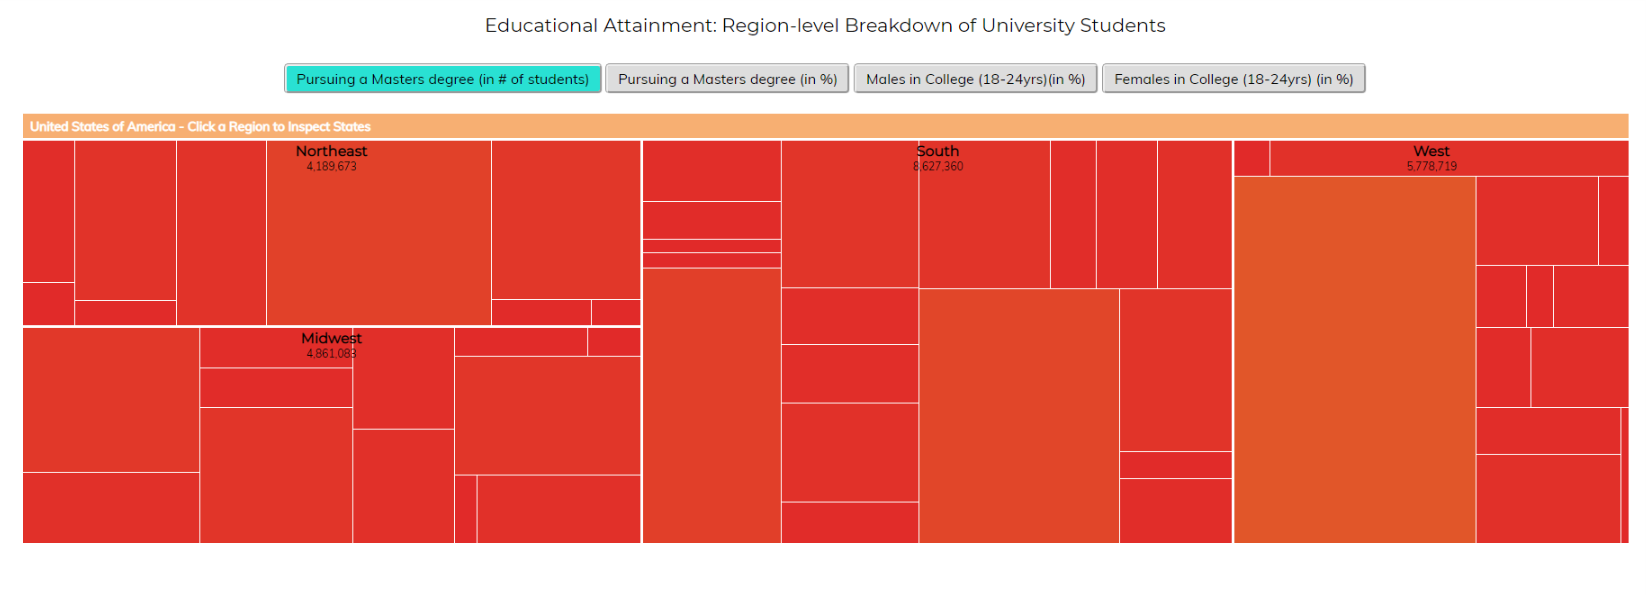 Educational Attainment: Region-level Breakdown of University Students
Pursuing a Masters degree (in # of students)
Pursuing a Masters degree (in %)
Males in College (18-24yrs)(in %)
Females in College (18-24yrs) (in %)
United States of America - Click a Region to Inspect States
Northeast
4,189,673
South
8,627,360
West
5,778,719
Midwest
4,861,083